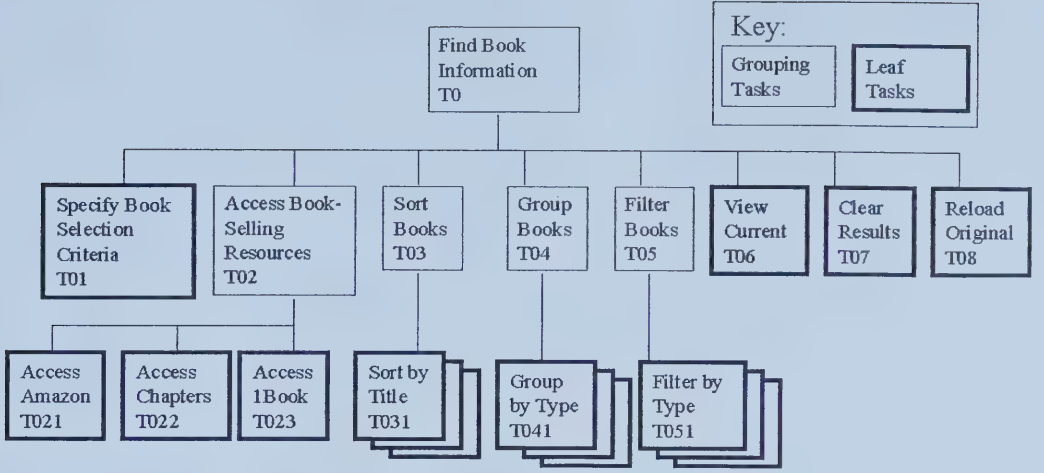 Find Book
Information
T0
Key:
Grouping
Tasks
Leaf
Tasks
Specify Book
Selection
Criteria
T01
Access Book-
Selling
Resources
T02
Sort
Books
T03
Group
Books
T04
Filter
Books
T05
View
Current
T06
Clear
Results
T07
Reload
Original
T08
Access
Amazon
T021
Access
Chapters
T022
Access
1Book
T023
Sort by
Title
T031
Group
by Type
T041
Filter by
Type
T051